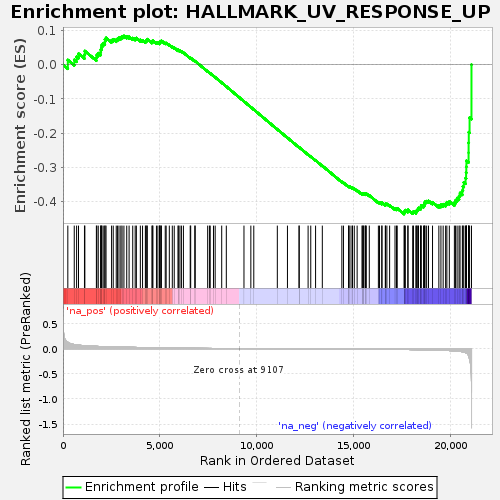 Enrichment plot: HALLMARK_UV_RESPONSE_UP
Enrichment score (ES)
0.1
0.0
-0.1
-0.2
-0.3
-0.4
'na_pos' (positively correlated)
Ranked list metric (PreRanked)
0.5
0.0
-0.5
-1.0
-1.5
Zero cross at 9107
'na_neg' (negatively correlated)
0
5,000
10,000
15,000
20,000
Rank in Ordered Dataset
Enrichment profile
Hits
Ranking metric scores